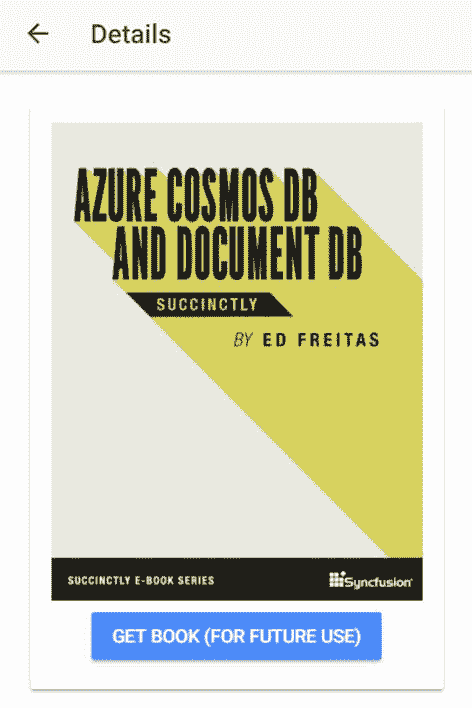 Details
AZURE COSMOS DB
AND DOCUMENT DB
SUCCINCTLY
BY ED FREITAS
SUCCINCTLY E-BOOK SERIES
Syncfusion
GET BOOK (FOR FUTURE USE)